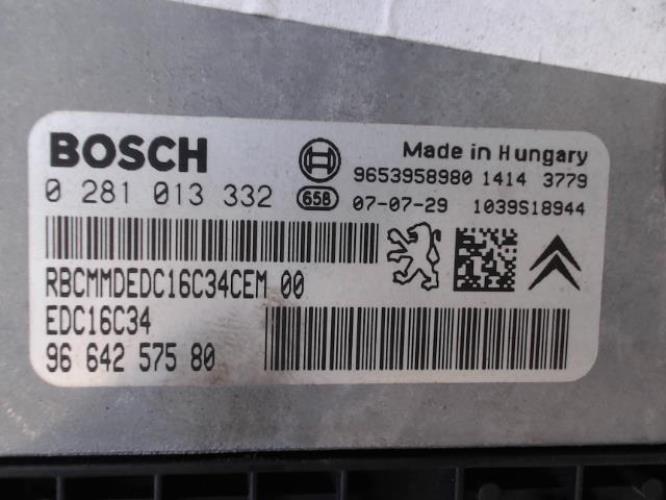 BOSCH
Made in Hungary
9653958980 1414 3779
0 281 013 332
658 07-07-29 1039S18944
RBCMMDEDC16C34CEM 00
EDC16C34
96 642 575 80